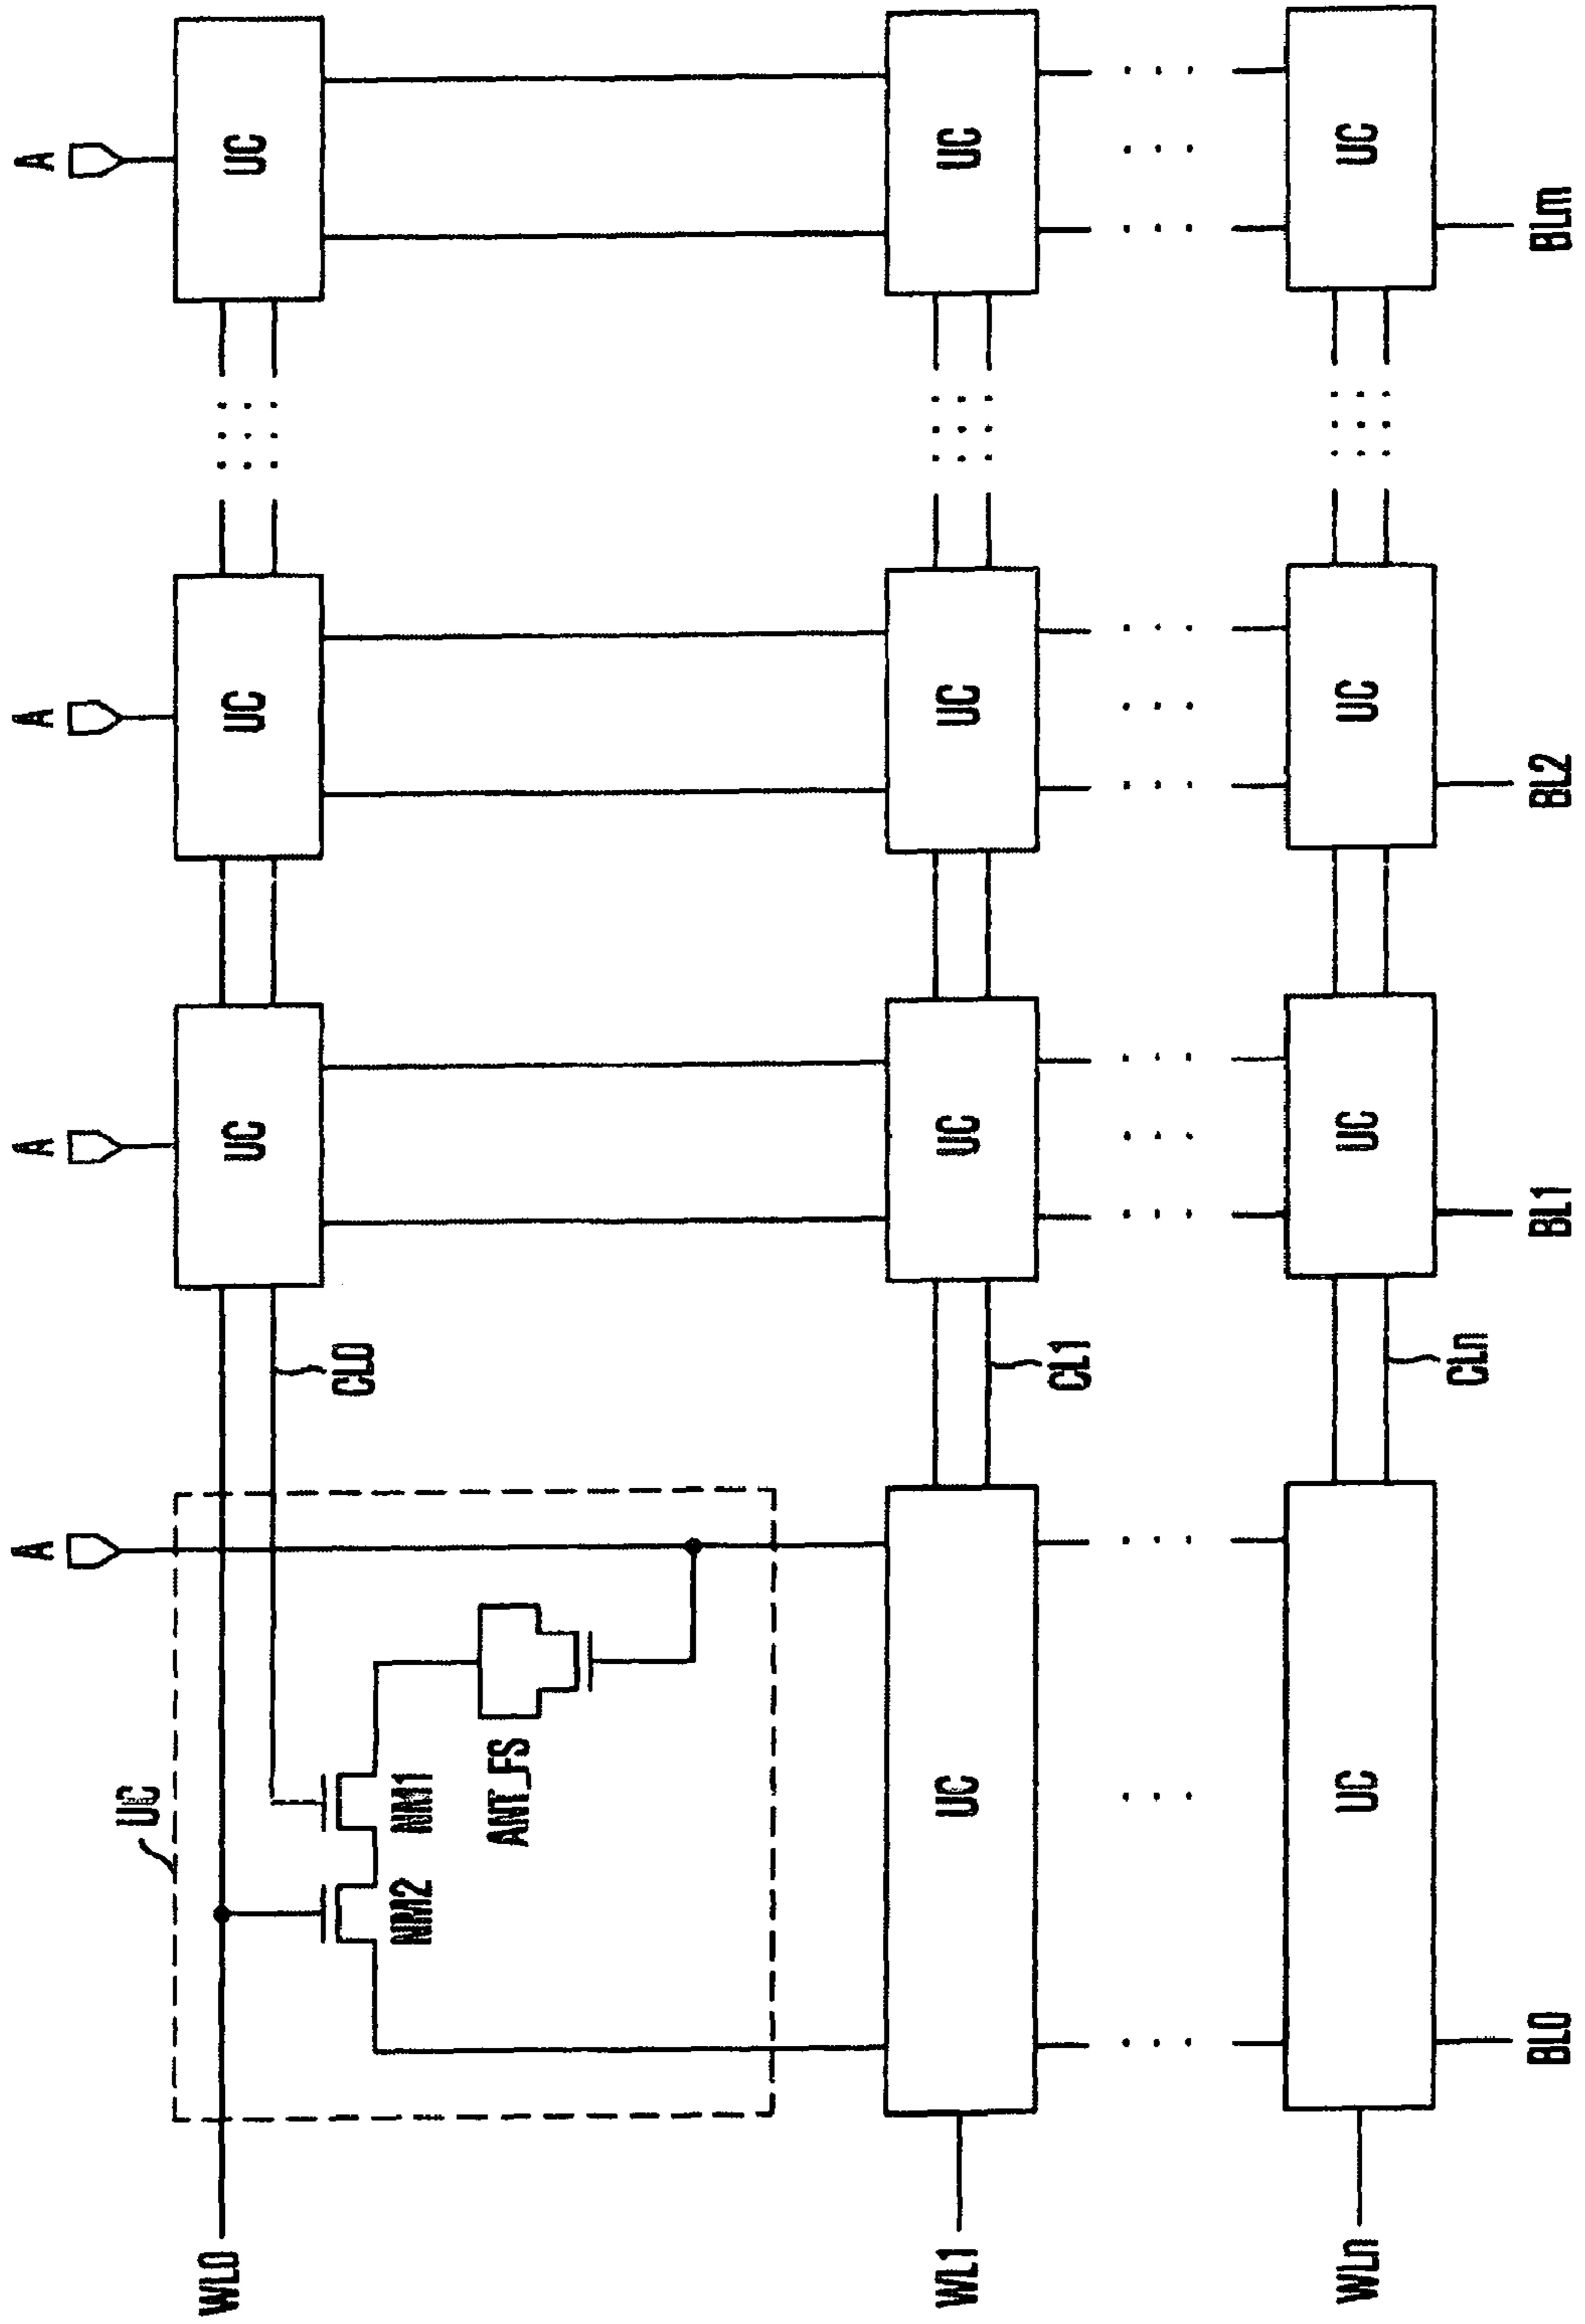 A A A A
UC
WL0 UC UC UC
CL0
NM2 NM1
ANT_FS
WL1 UC UC UC UC
CL1
WLn UC UC UC UC
CLn
BL0 BL1 BL2 BLm